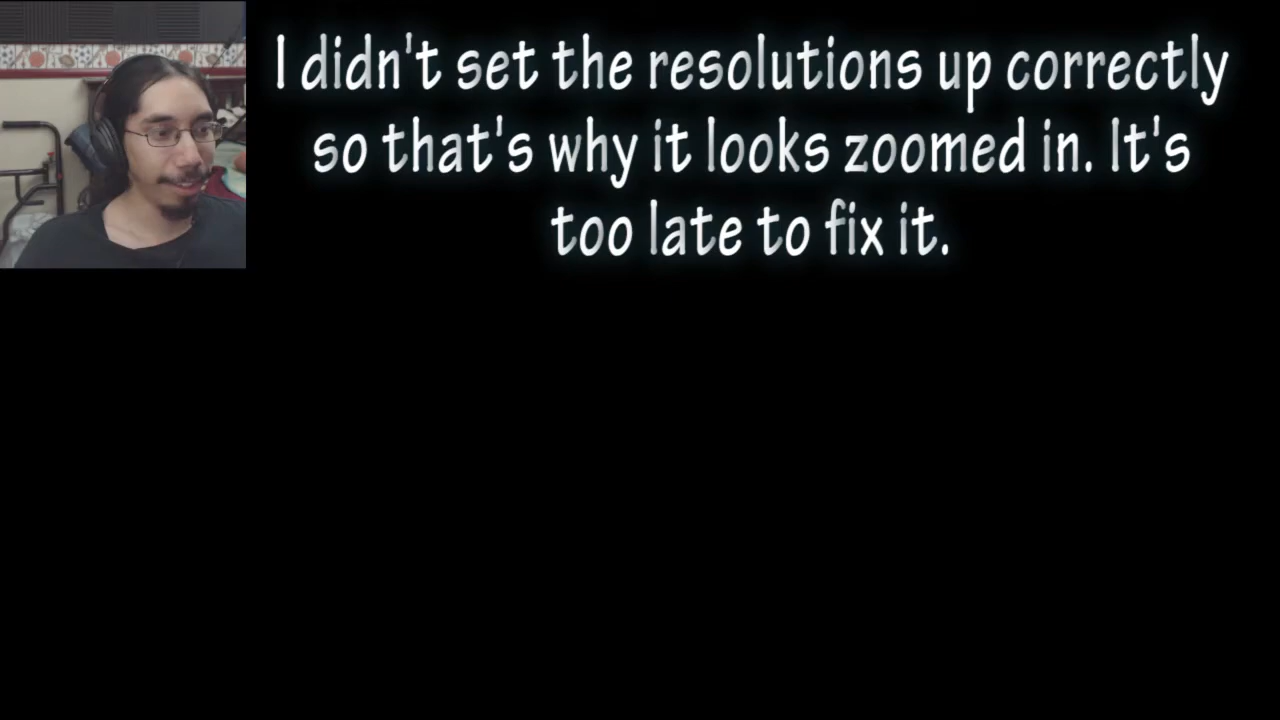 I didn't set the resolutions up correctly
so that's why it looks zoomed in. It's
too late to fix it.